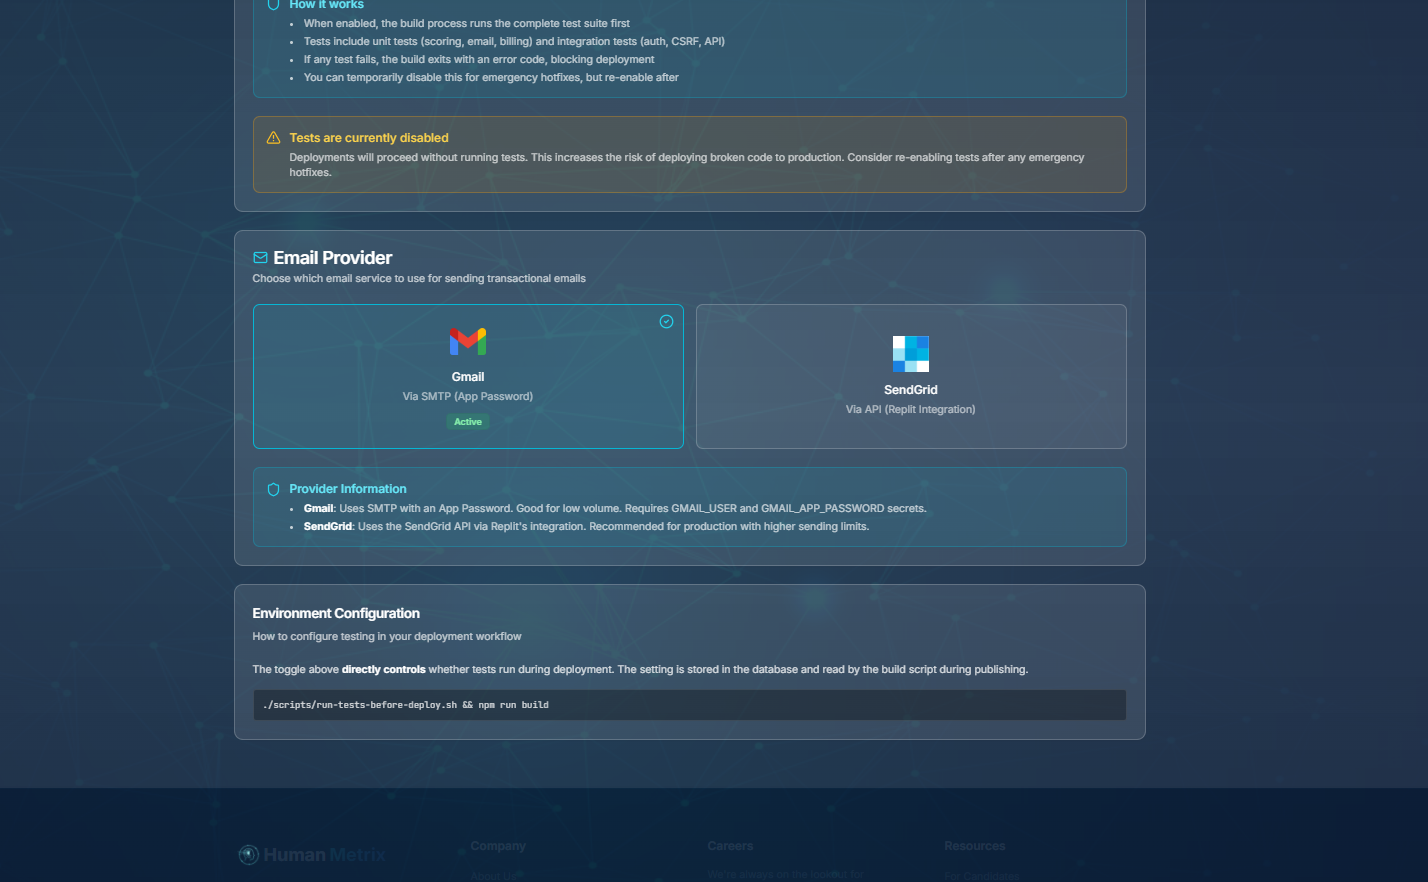 How it works
• When enabled, the build process runs the complete test suite first
• Tests include unit tests (scoring, email, billing) and integration tests (auth, CSRF, API)
• If any test fails, the build exits with an error code, blocking deployment
• You can temporarily disable this for emergency hotfixes, but re-enable after
Tests are currently disabled
Deployments will proceed without running tests. This increases the risk of deploying broken code to production. Consider re-enabling tests after any emergency
hotfixes.
Email Provider
Choose which email service to use for sending transactional emails
Gmail
Via SMTP (App Password)
Active
SendGrid
Via API (Replit Integration)
Provider Information
• Gmail: Uses SMTP with an App Password. Good for low volume. Requires GMAIL_USER and GMAIL_APP_PASSWORD secrets.
• SendGrid: Uses the SendGrid API via Replit's integration. Recommended for production with higher sending limits.
Environment Configuration
How to configure testing in your deployment workflow
The toggle above directly controls whether tests run during deployment. The setting is stored in the database and read by the build script during publishing.
./scripts/run-tests-before-deploy.sh && npm run build
Human Metrix
Company
About Us
Careers
We're always on the lookout for
Resources
For Candidates